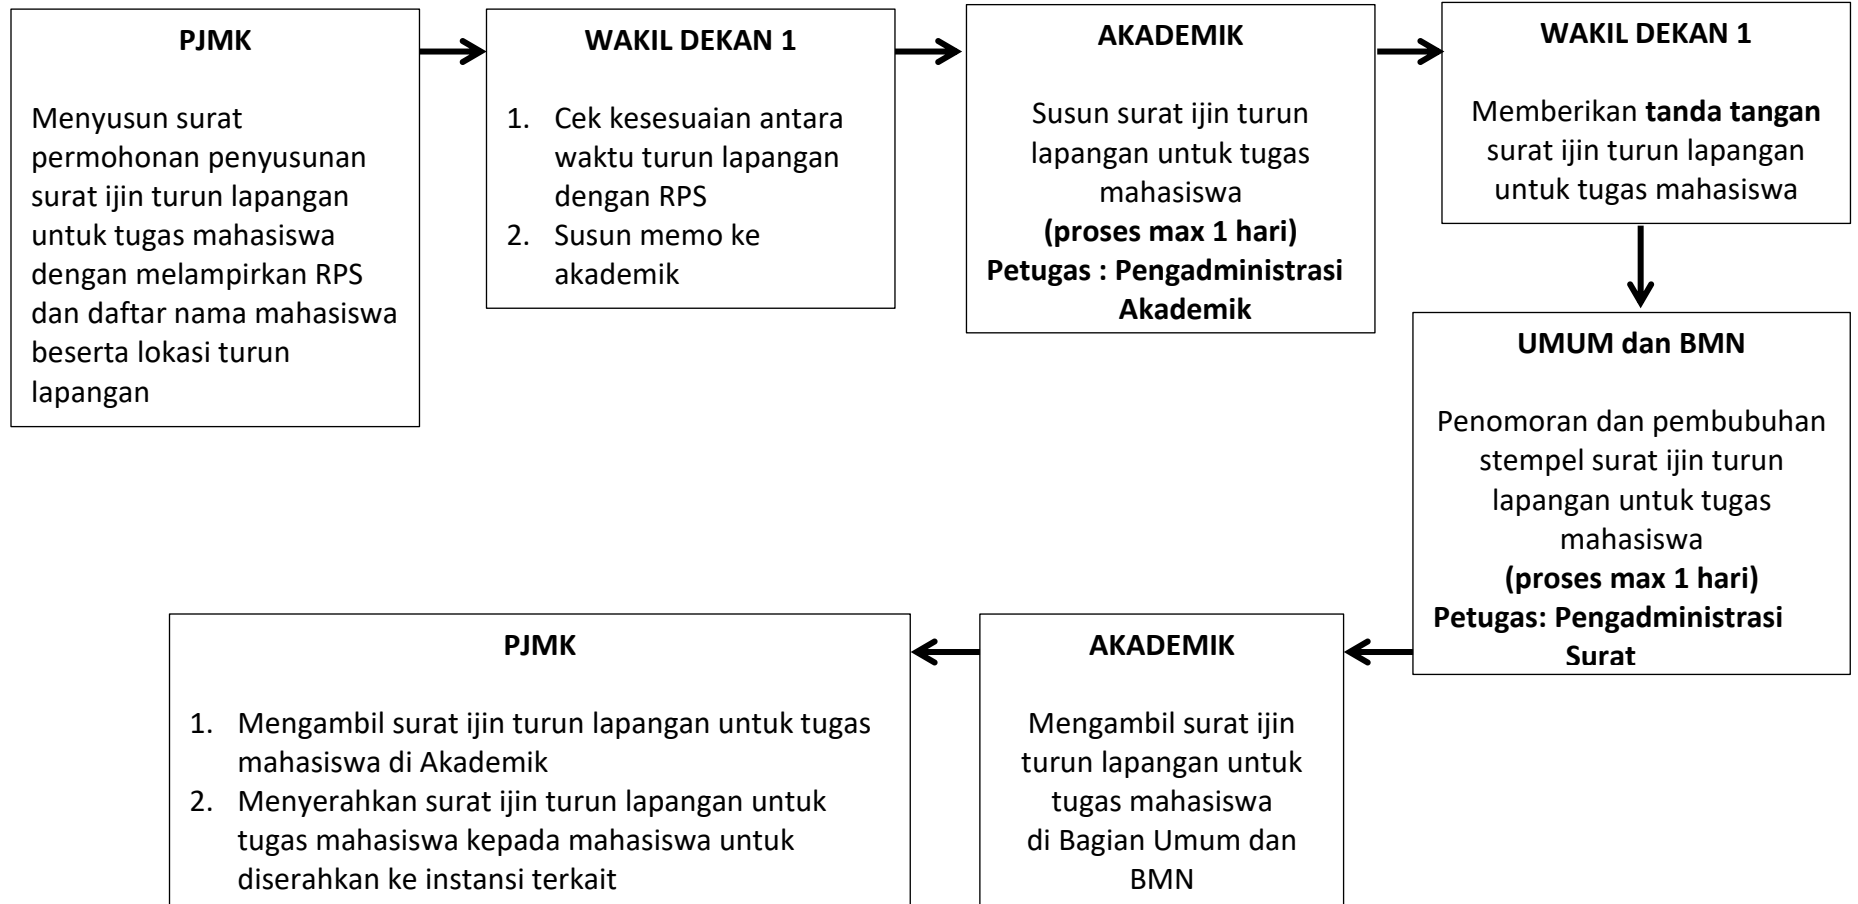 PJMK
Menyusun surat
permohonan penyusunan
surat ijin turun lapangan
untuk tugas mahasiswa
dengan melampirkan RPS
dan daftar nama mahasiswa
beserta lokasi turun
lapangan
WAKIL DEKAN 1
1. Cek kesesuaian antara
waktu turun lapangan
dengan RPS
2. Susun memo ke
akademik
AKADEMIK
Susun surat ijin turun
lapangan untuk tugas
mahasiswa
(proses max 1 hari)
Petugas : Pengadministrasi
Akademik
WAKIL DEKAN 1
Memberikan tanda tangan
surat ijin turun lapangan
untuk tugas mahasiswa
UMUM dan BMN
Penomoran dan pembubuhan
stempel surat ijin turun
lapangan untuk tugas
mahasiswa
(proses max 1 hari)
Petugas: Pengadministrasi
Surat
AKADEMIK
Mengambil surat ijin
turun lapangan untuk
tugas mahasiswa
di Bagian Umum dan
BMN
PJMK
1. Mengambil surat ijin turun lapangan untuk tugas
mahasiswa di Akademik
2. Menyerahkan surat ijin turun lapangan untuk
tugas mahasiswa kepada mahasiswa untuk
diserahkan ke instansi terkait